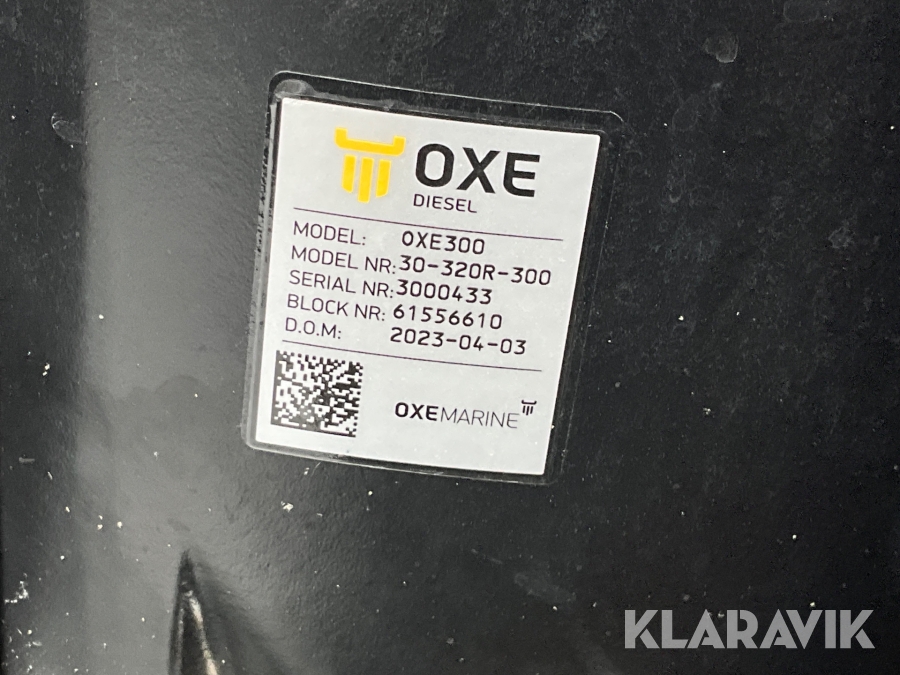 OXE
DIESEL
MODEL: OXE300
MODEL NR: 30-320R-300
SERIAL NR: 3000433
BLOCK NR: 61556610
D.O.M: 2023-04-03
OXEMARINE
KLARAVIK